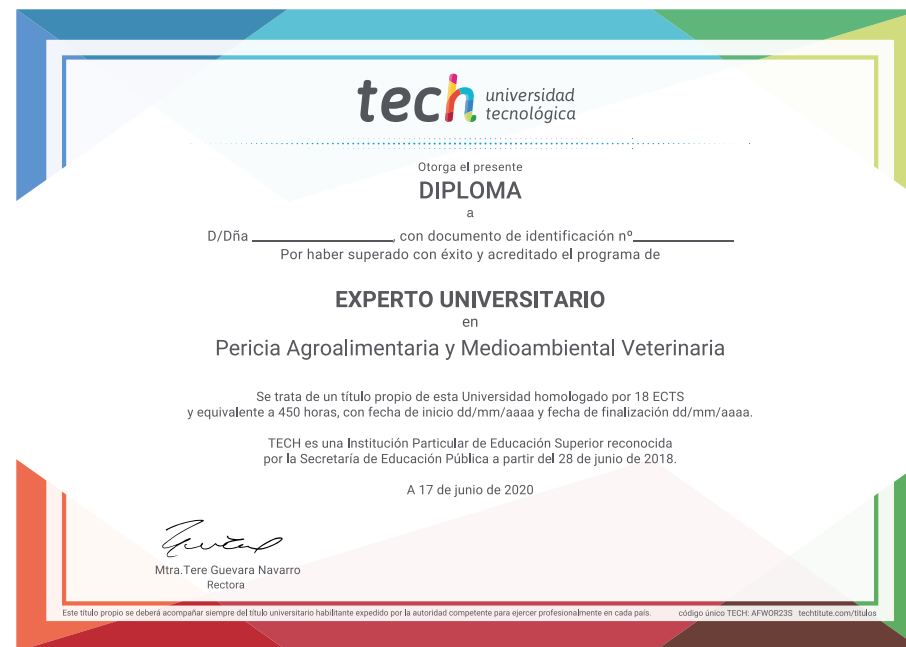 tech universidad
tecnológica
Otorga el presente
DIPLOMA
a
D/Dña ______________, con documento de identificación nº__________
Por haber superado con éxito y acreditado el programa de
EXPERTO UNIVERSITARIO
en
Pericia Agroalimentaria y Medioambiental Veterinaria
Se trata de un título propio de esta Universidad homologado por 18 ECTS
y equivalente a 450 horas, con fecha de inicio dd/mm/aaaa y fecha de finalización dd/mm/aaaa.
TECH es una Institución Particular de Educación Superior reconocida
por la Secretaría de Educación Pública a partir del 28 de junio de 2018.
A 17 de junio de 2020
Mtra.Tere Guevara Navarro
Rectora
Este título propio se deberá acompañar siempre del título universitario habilitante expedido por la autoridad competente para ejercer profesionalmente en cada país. código único TECH: AFWOR23S techtitute.com/titulos